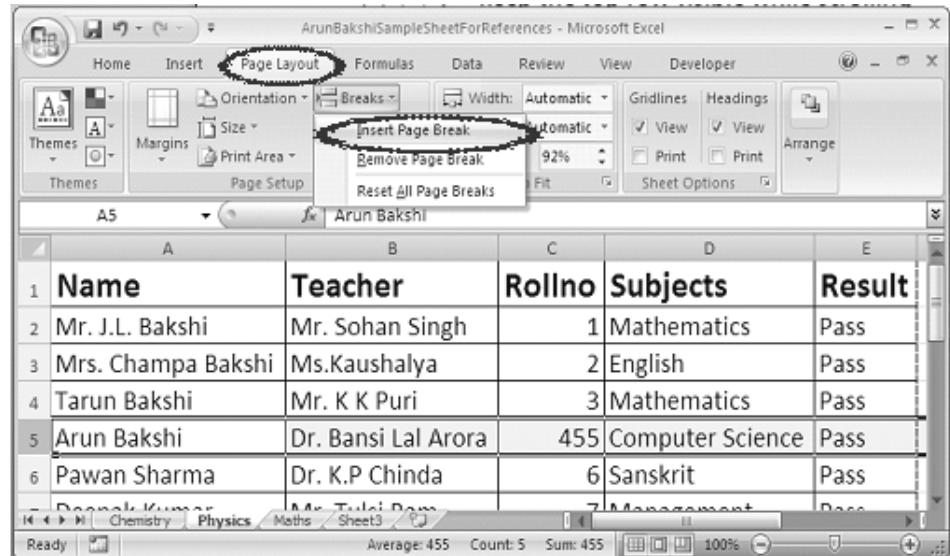 ArunBakshiSampleSheetForReferences - Microsoft Excel
Home Insert Page Layout Formulas Data Review View Developer
Themes
Margins
Orientation
Size
Print Area
Breaks
Insert Page Break
Remove Page Break
Reset All Page Breaks
Width: Automatic
Automatic
92%
Gridlines Headings
View View
Print Print
Arrange
Themes Page Setup Fit Sheet Options
A5 fx Arun Bakshi
A B C D E
1 Name Teacher Rollno Subjects Result
2 Mr. J.L. Bakshi Mr. Sohan Singh 1 Mathematics Pass
3 Mrs. Champa Bakshi Ms.Kaushalya 2 English Pass
4 Tarun Bakshi Mr. K K Puri 3 Mathematics Pass
5 Arun Bakshi Dr. Bansi Lal Arora 455 Computer Science Pass
6 Pawan Sharma Dr. K.P Chinda 6 Sanskrit Pass
Chemistry Physics Maths Sheet3
Ready Average: 455 Count: 5 Sum: 455 100%